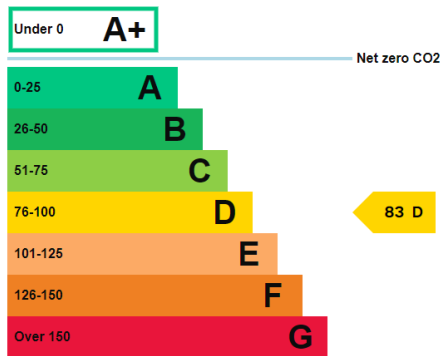 Under 0 A+
Net zero CO2
0-25 A
26-50 B
51-75 C
76-100 D
83 D
101-125 E
126-150 F
Over 150 G